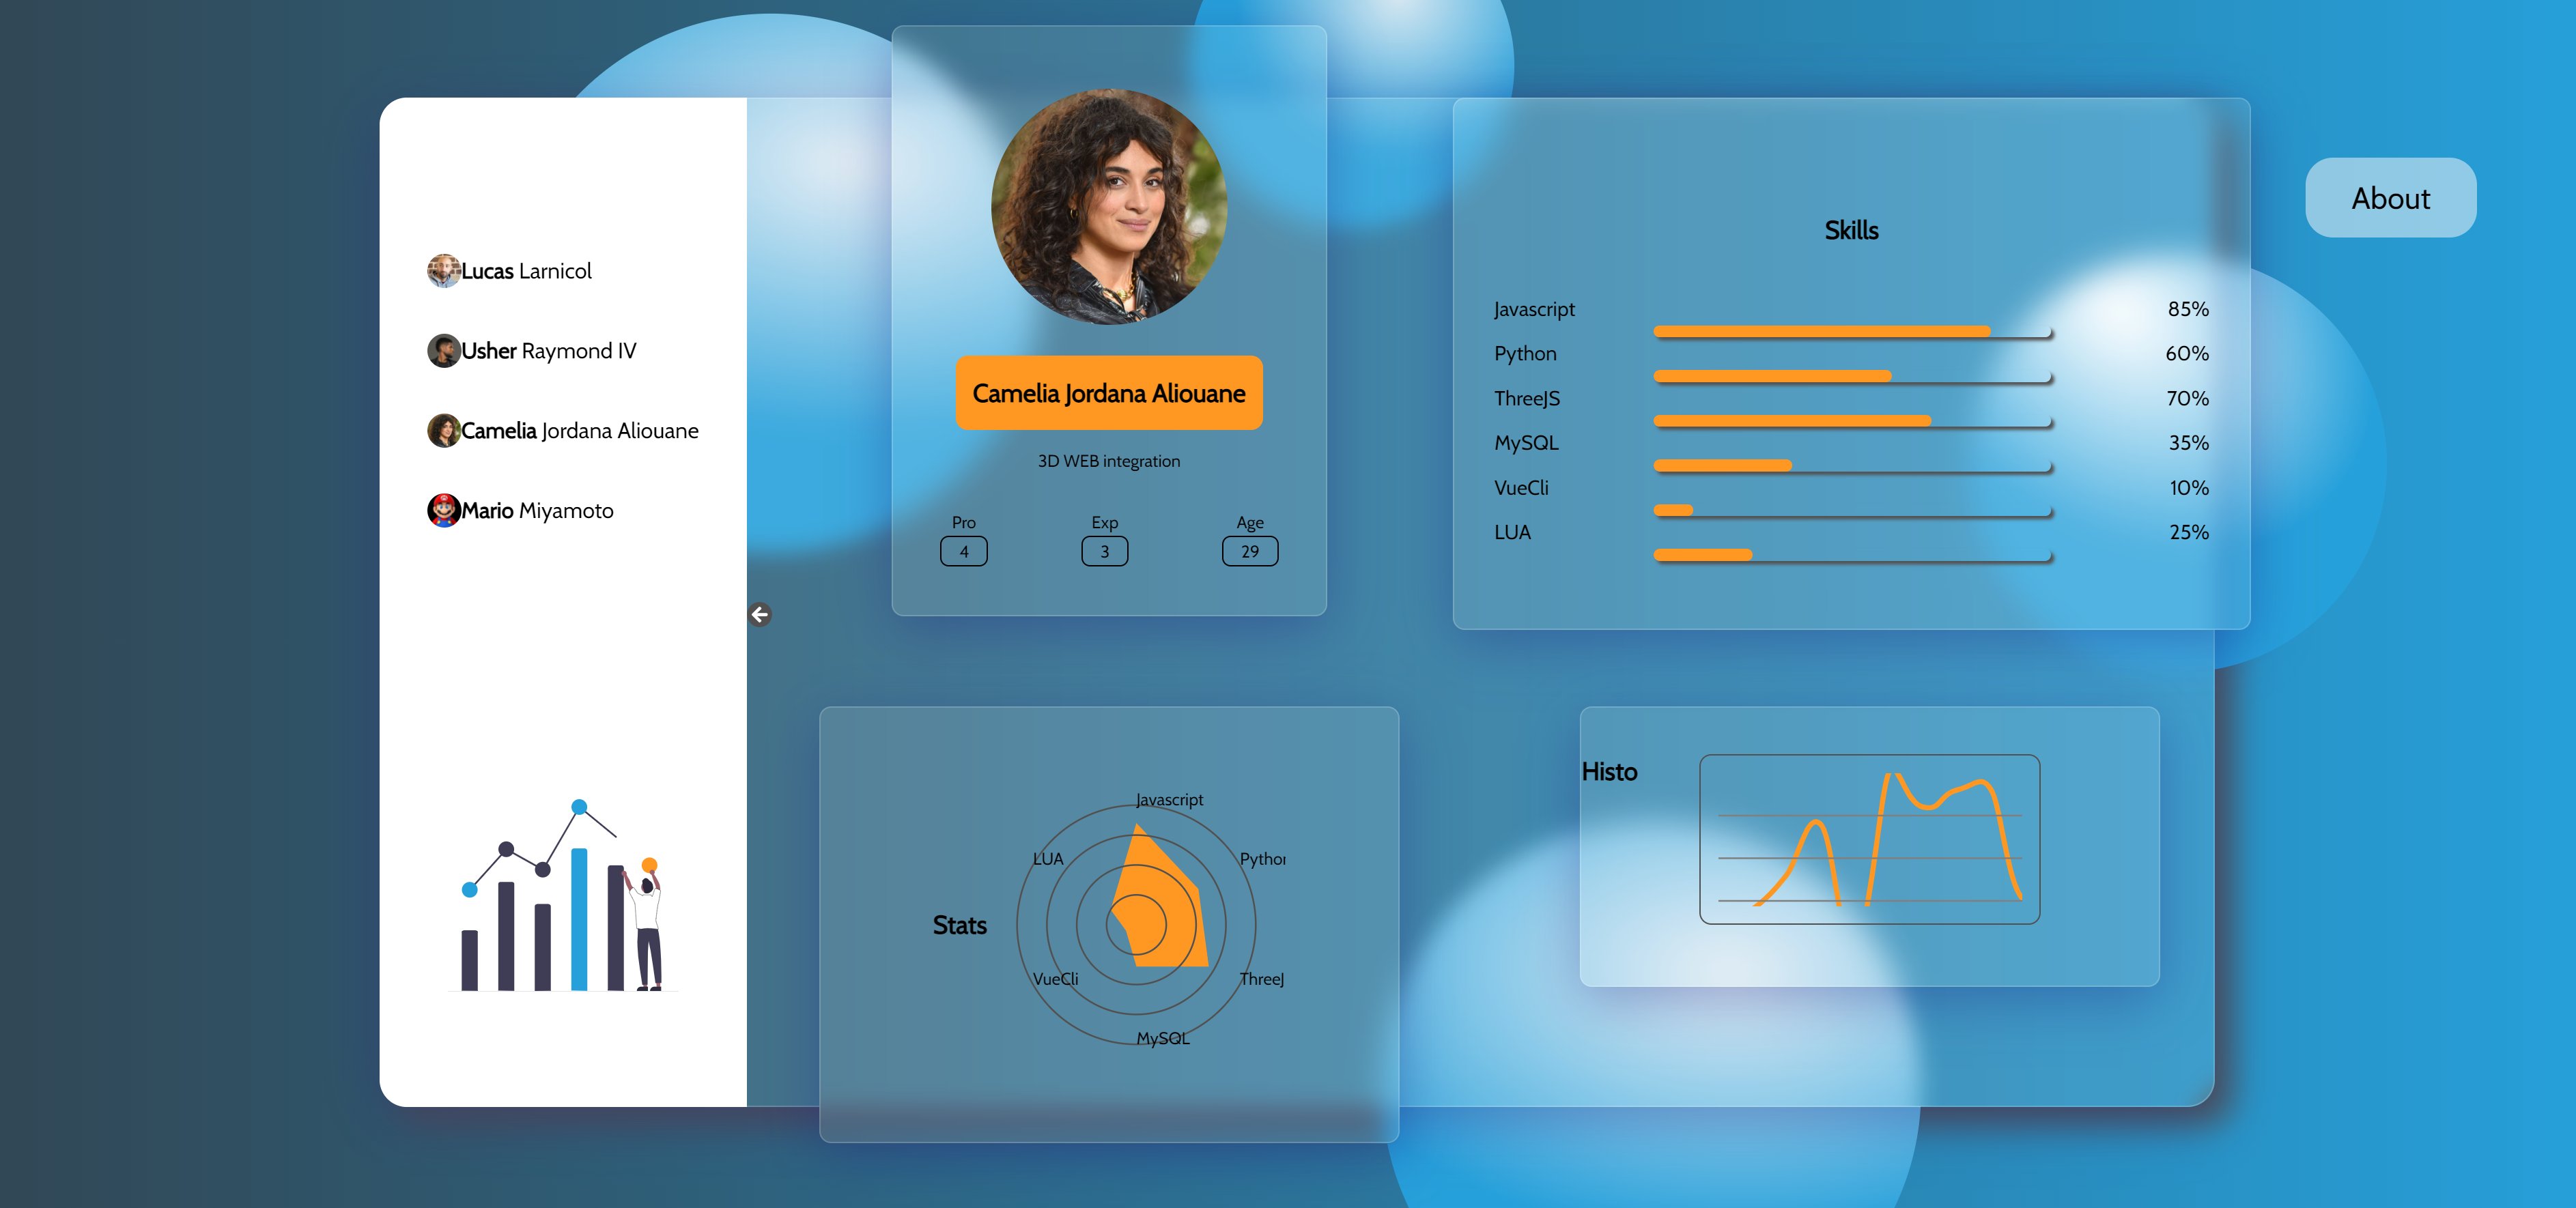 Lucas Larnicol
Usher Raymond IV
Camelia Jordana Aliouane
Mario Miyamoto
Camelia Jordana Aliouane
3D WEB integration
Pro
Exp
Age
4
3
29
Skills
Javascript
85%
Python
60%
ThreeJS
70%
MySQL
35%
VueCli
10%
LUA
25%
About
Stats
Javascript
LUA
Pythor
VueCli
ThreeJ
MySQL
Histo